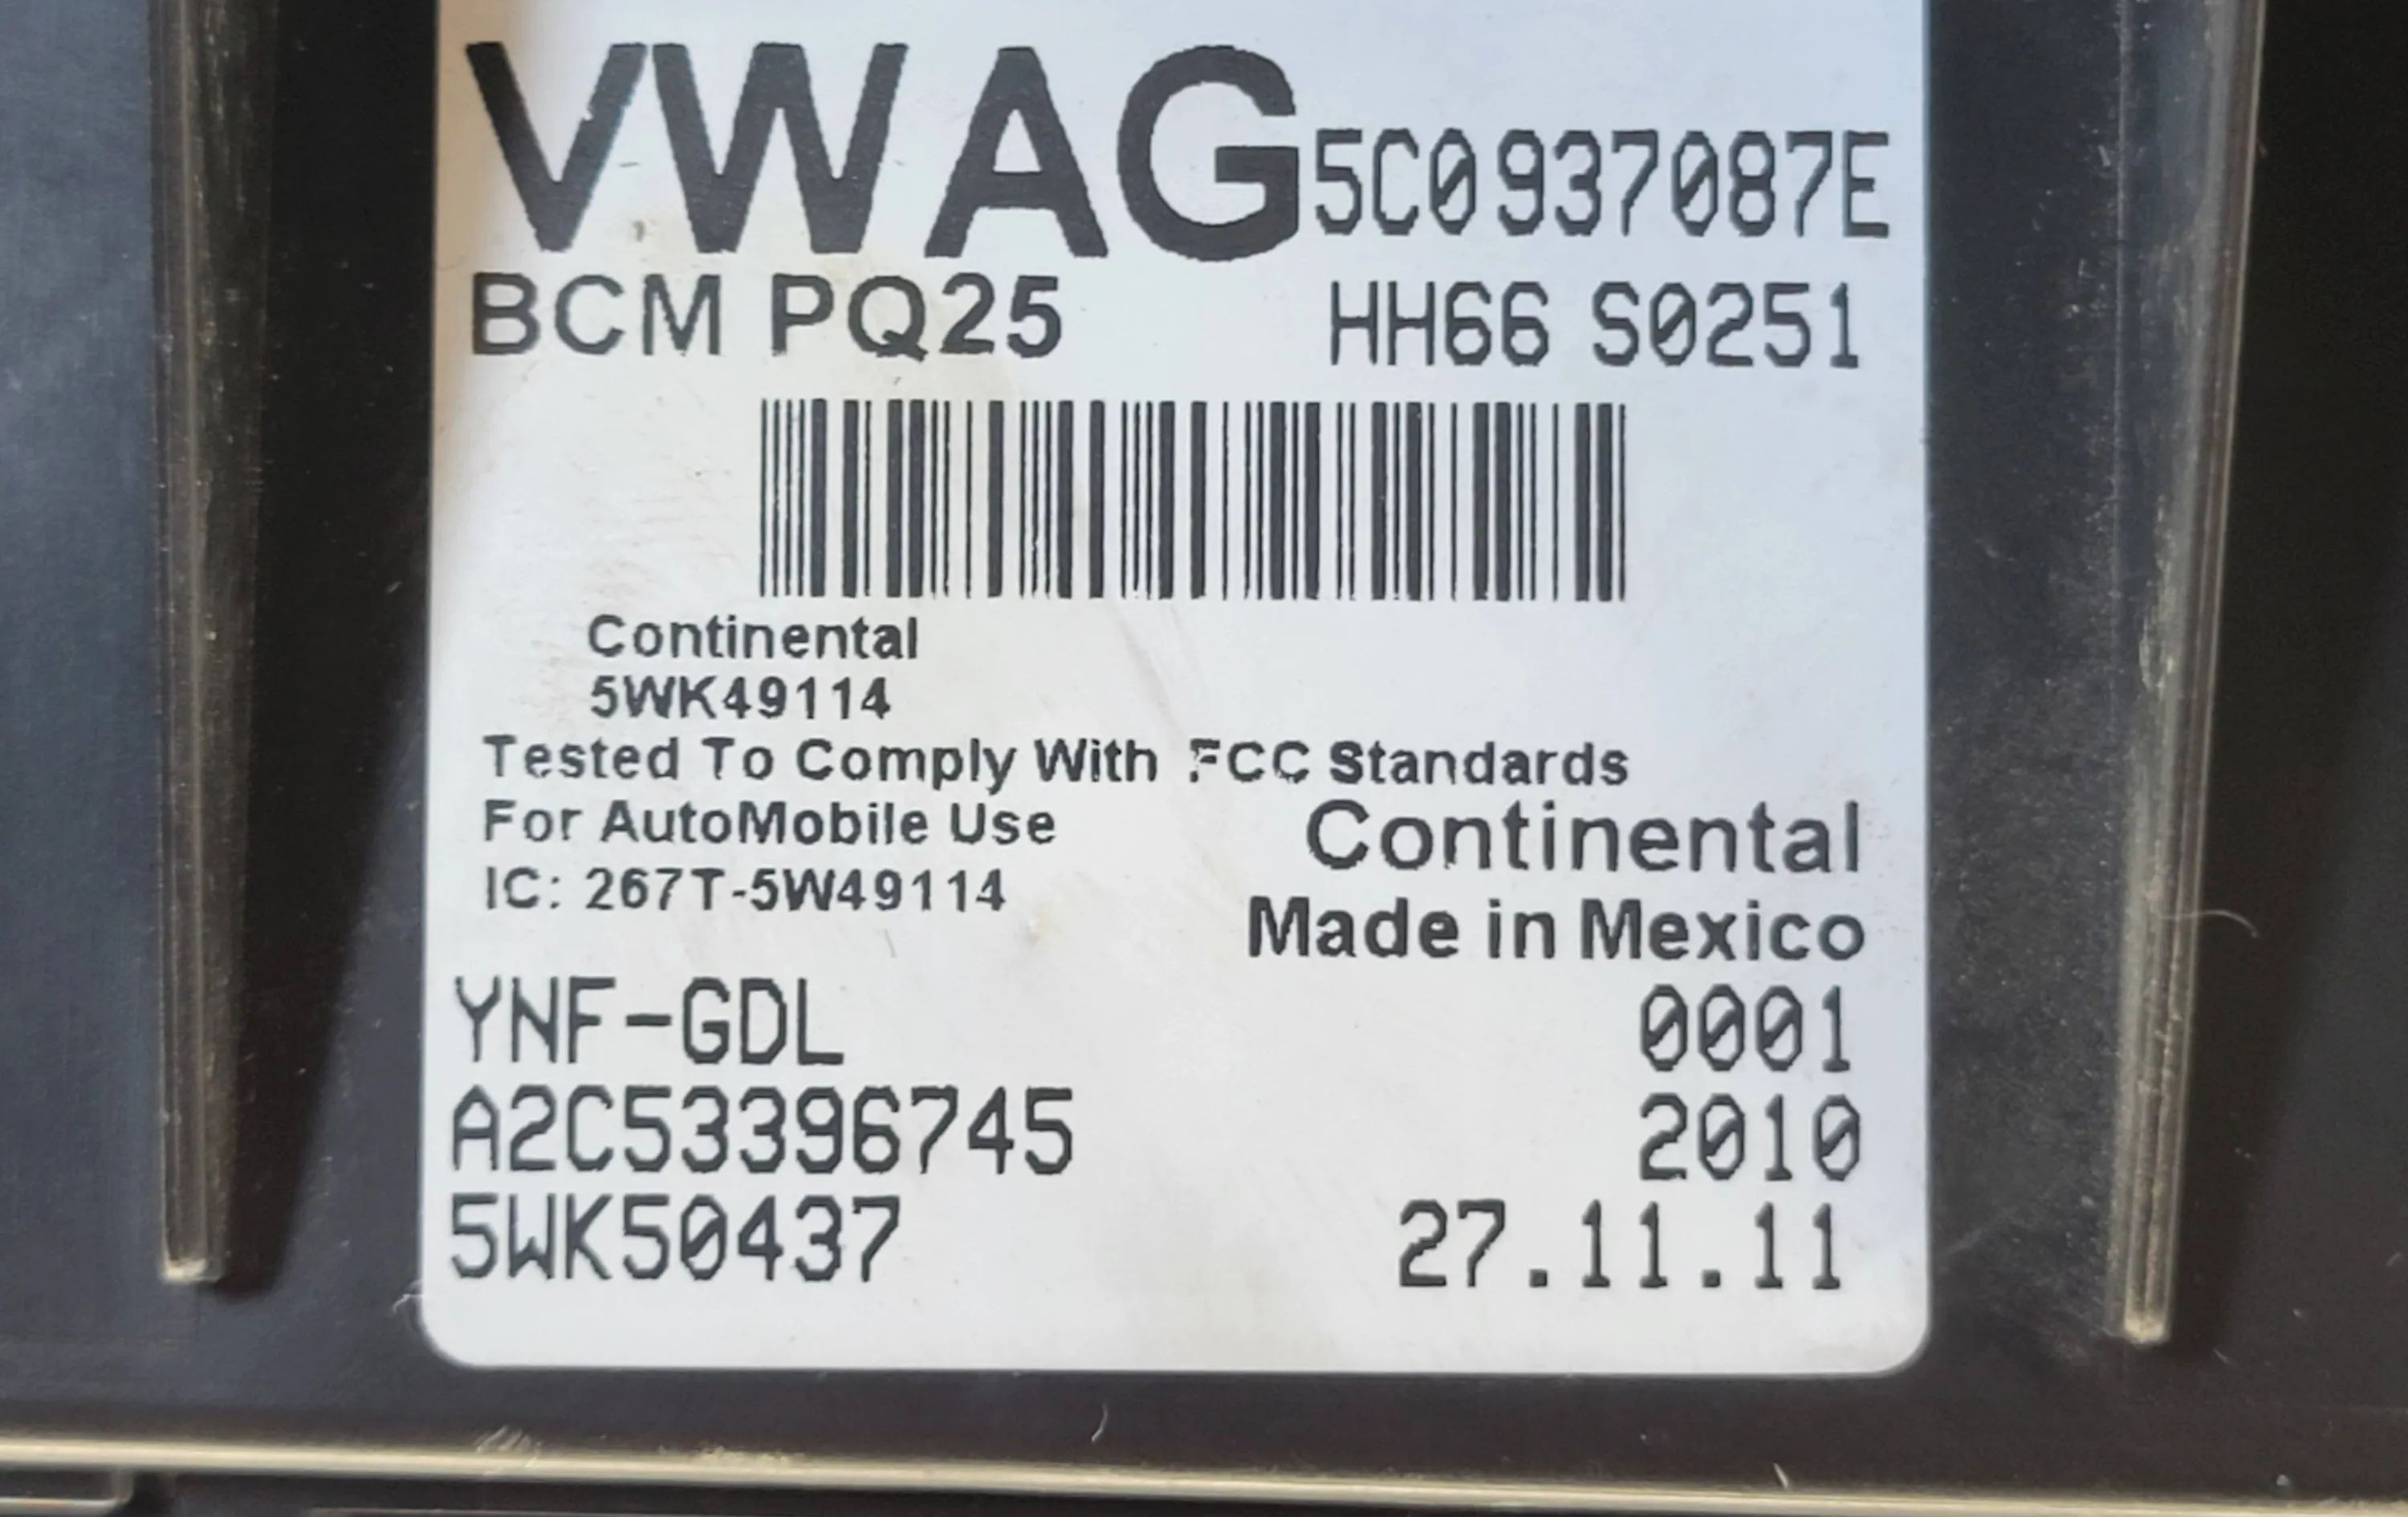 VWAG 5C0937087E
BCM PQ25 HH66 S0251
Continental
5WK49114
Tested To Comply With FCC Standards
For AutoMobile Use
IC: 267T-5W49114
Continental
Made in Mexico
YNF-GDL 0001
A2C53396745 2010
5WK50437 27.11.11